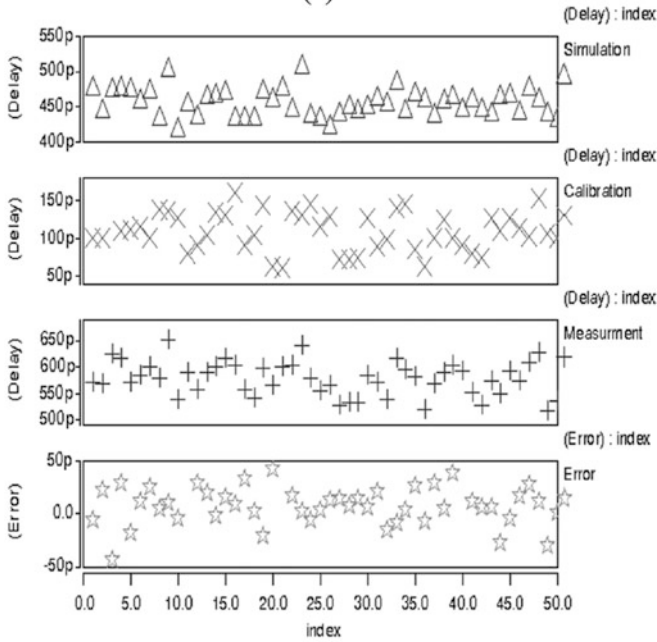 (Delay) : index
550p
500p
450p
400p
(Delay)
Simulation
(Delay) : index
150p
100p
50p
(Delay)
Calibration
(Delay) : index
650p
600p
550p
500p
(Delay)
Measurment
(Error) : index
50p
0.0
-50p
(Error)
Error
0.0 5.0 10.0 15.0 20.0 25.0 30.0 35.0 40.0 45.0 50.0
index